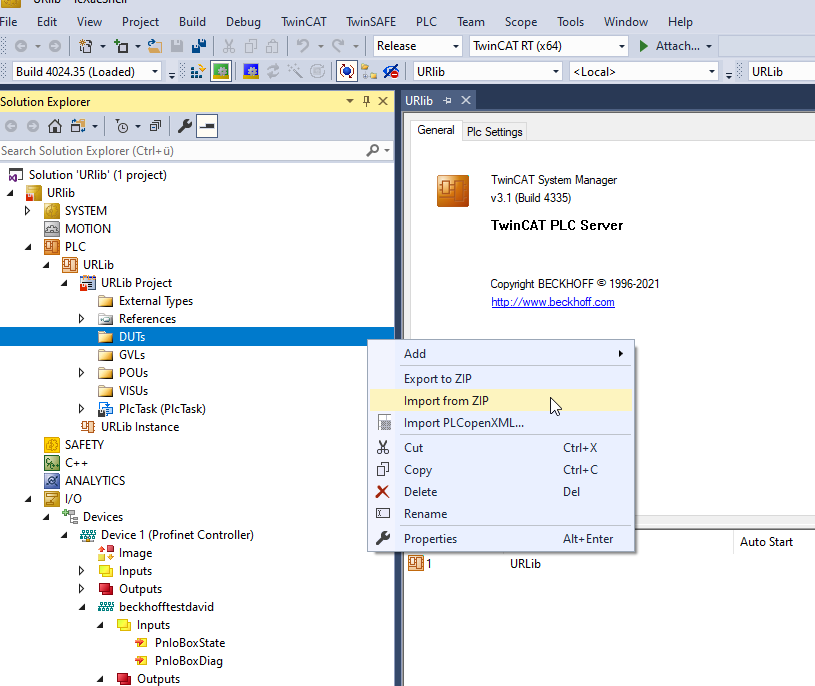 URlib - TcXaeShell
File Edit View Project Build Debug TwinCAT TwinSAFE PLC Team Scope Tools Window Help
Release TwinCAT RT (x64) Attach...
Build 4024.35 (Loaded) URlib <Local> URLib
Solution Explorer
Search Solution Explorer (Ctrl+ü)
Solution 'URlib' (1 project)
URlib
SYSTEM
MOTION
PLC
URLib
URLib Project
External Types
References
DUTs
GVLs
POUs
VISUs
PlcTask (PlcTask)
URLib Instance
SAFETY
C++
ANALYTICS
I/O
Devices
Device 1 (Profinet Controller)
Image
Inputs
Outputs
beckhofftestdavid
Inputs
PnIoBoxState
PnIoBoxDiag
Outputs
URlib
General Plc Settings
TwinCAT System Manager
v3.1 (Build 4335)
TwinCAT PLC Server
Copyright BECKHOFF © 1996-2021
http://www.beckhoff.com
Add
Export to ZIP
Import from ZIP
Import PLCopenXML...
Cut Ctrl+X
Copy Ctrl+C
Delete Del
Rename
Properties Alt+Enter
Auto Start
1 URLib